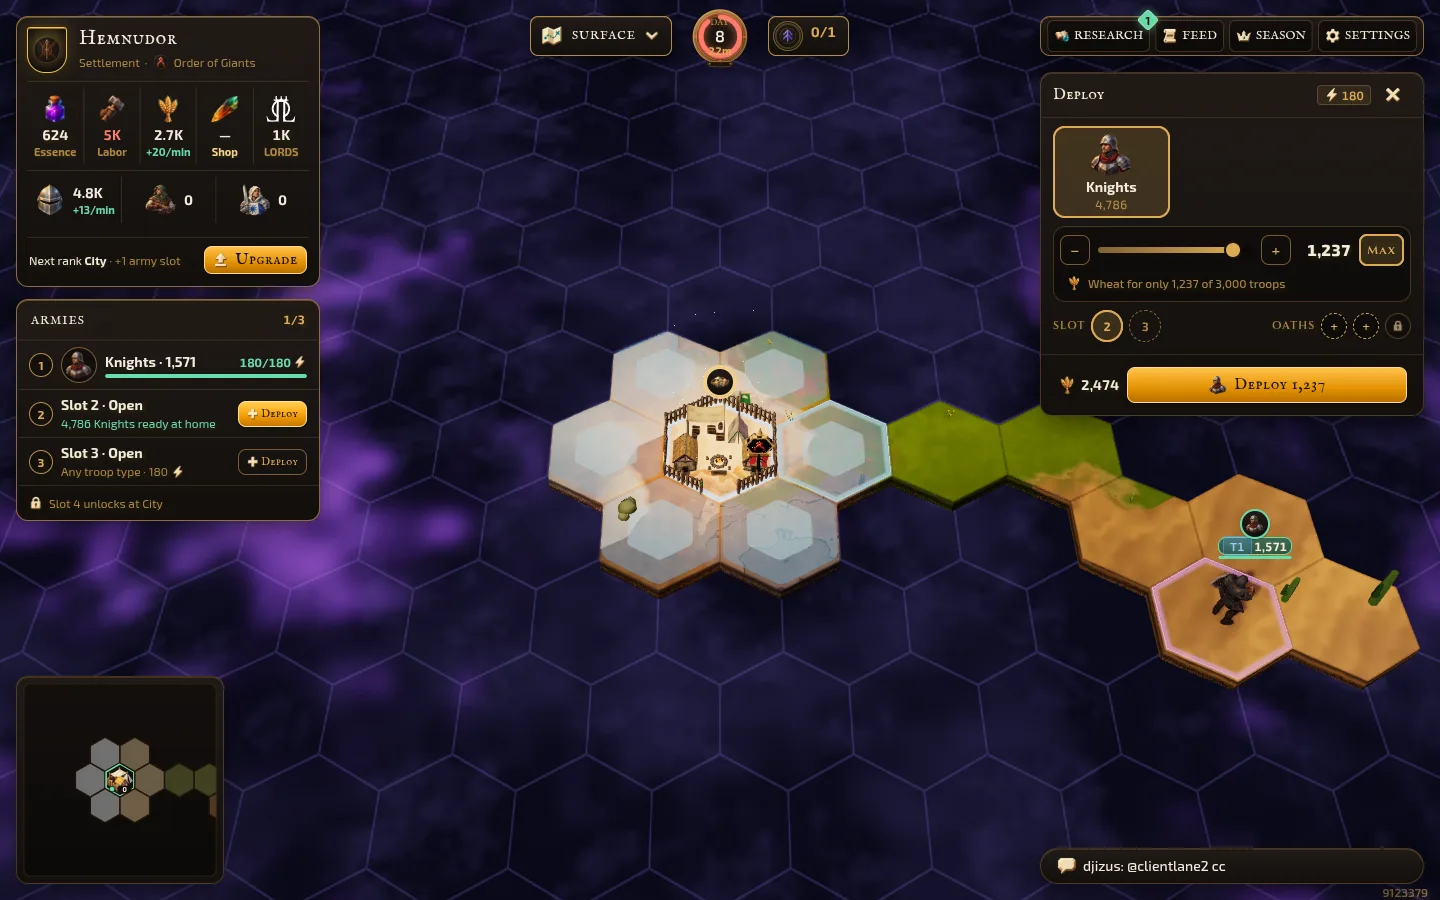 HEMNUDOR
Settlement · Order of Giants
624
Essence
5K
Labor
2.7K
+20/min
—
Shop
1K
LORDS
4.8K
+13/min
0
0
Next rank City · +1 army slot
UPGRADE
ARMIES
1/3
1
Knights · 1,571
180/180
2
Slot 2 · Open
4,786 Knights ready at home
+ DEPLOY
3
Slot 3 · Open
Any troop type · 180
+ DEPLOY
Slot 4 unlocks at City
SURFACE
DAY
8
22m
0/1
1
RESEARCH
FEED
SEASON
SETTINGS
DEPLOY
180
Knights
4,786
−
+
1,237
MAX
Wheat for only 1,237 of 3,000 troops
SLOT
2
3
OATHS
+
+
2,474
DEPLOY 1,237
T1 1,571
0
djizus: @clientlane2 cc
9123379